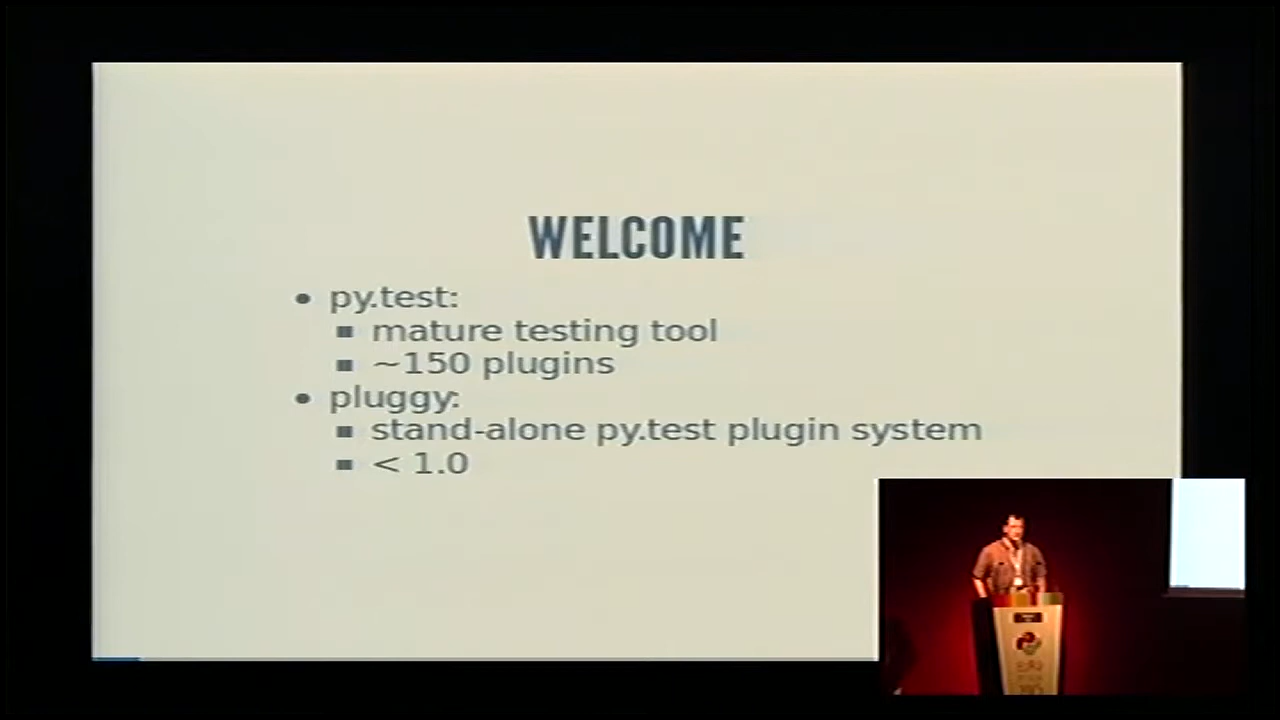 WELCOME
• py.test:
▪ mature testing tool
▪ ~150 plugins
• pluggy:
▪ stand-alone py.test plugin system
▪ < 1.0